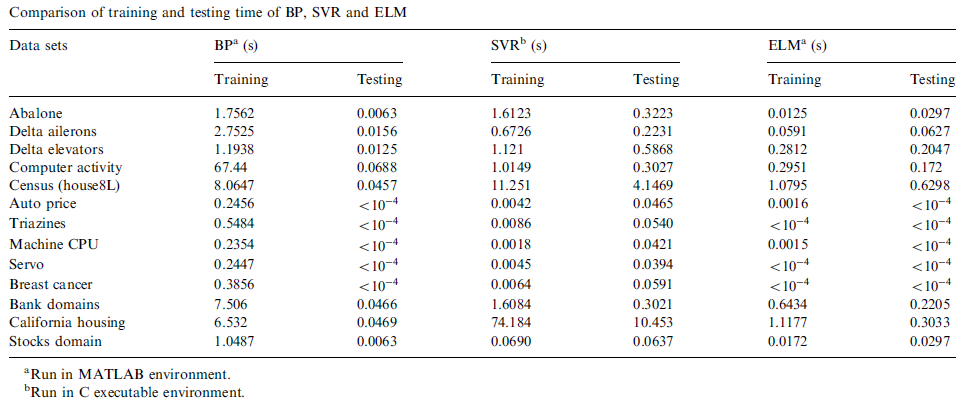 Comparison of training and testing time of BP, SVR and ELM
Data sets BPᵃ (s) SVRᵇ (s) ELMᵃ (s)
Training Testing Training Testing Training Testing
Abalone 1.7562 0.0063 1.6123 0.3223 0.0125 0.0297
Delta ailerons 2.7525 0.0156 0.6726 0.2231 0.0591 0.0627
Delta elevators 1.1938 0.0125 1.121 0.5868 0.2812 0.2047
Computer activity 67.44 0.0688 1.0149 0.3027 0.2951 0.172
Census (house8L) 8.0647 0.0457 11.251 4.1469 1.0795 0.6298
Auto price 0.2456 <10⁻⁴ 0.0042 0.0465 0.0016 <10⁻⁴
Triazines 0.5484 <10⁻⁴ 0.0086 0.0540 <10⁻⁴ <10⁻⁴
Machine CPU 0.2354 <10⁻⁴ 0.0018 0.0421 0.0015 <10⁻⁴
Servo 0.2447 <10⁻⁴ 0.0045 0.0394 <10⁻⁴ <10⁻⁴
Breast cancer 0.3856 <10⁻⁴ 0.0064 0.0591 <10⁻⁴ <10⁻⁴
Bank domains 7.506 0.0466 1.6084 0.3021 0.6434 0.2205
California housing 6.532 0.0469 74.184 10.453 1.1177 0.3033
Stocks domain 1.0487 0.0063 0.0690 0.0637 0.0172 0.0297
ᵃRun in MATLAB environment.
ᵇRun in C executable environment.